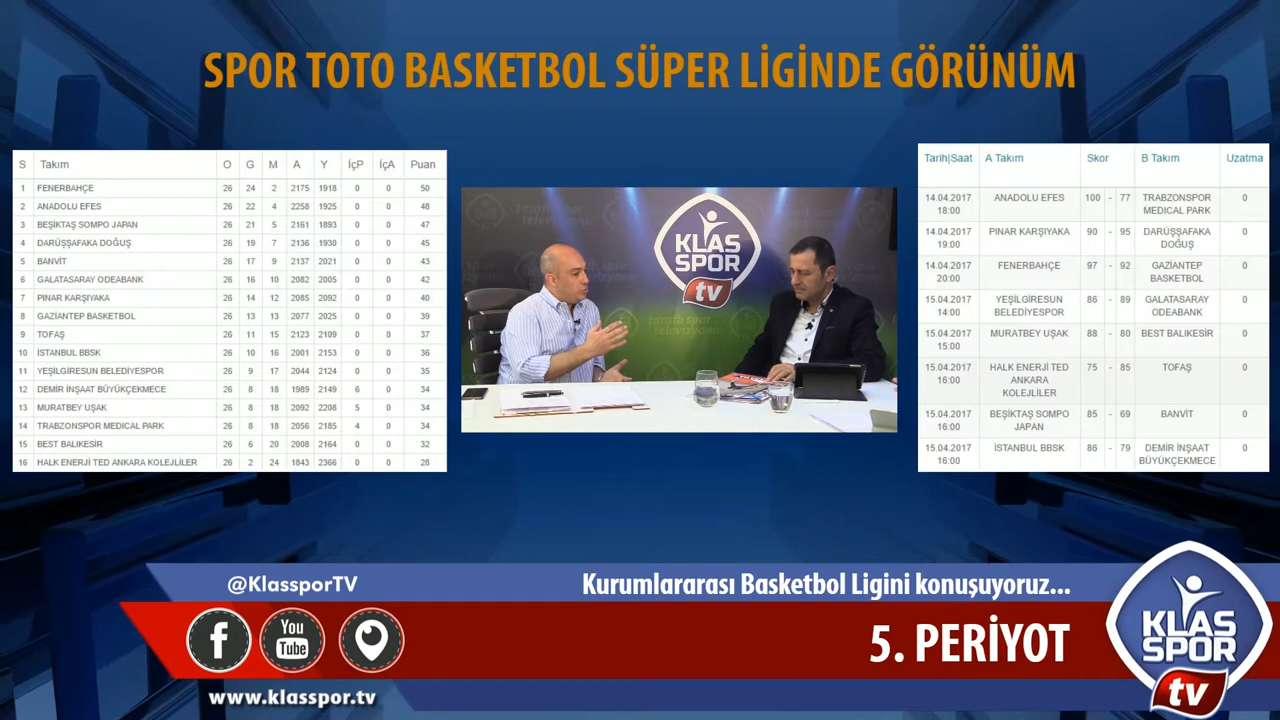 SPOR TOTO BASKETBOL SÜPER LİGİNDE GÖRÜNÜM
S Takım O G M A Y İçP İçA Puan
1 FENERBAHÇE 26 24 2 2175 1918 0 0 50
2 ANADOLU EFES 26 22 4 2258 1925 0 0 48
3 BEŞİKTAŞ SOMPO JAPAN 26 21 5 2161 1893 0 0 47
4 DARÜŞŞAFAKA DOĞUŞ 26 19 7 2136 1930 0 0 45
5 BANVİT 26 17 9 2137 2021 0 0 43
6 GALATASARAY ODEABANK 26 16 10 2082 2005 0 0 42
7 PINAR KARŞIYAKA 26 14 12 2085 2092 0 0 40
8 GAZİANTEP BASKETBOL 26 13 13 2077 2025 0 0 39
9 TOFAŞ 26 11 15 2123 2109 0 0 37
10 İSTANBUL BBSK 26 10 16 2001 2153 0 0 36
11 YEŞİLGİRESUN BELEDİYESPOR 26 9 17 2044 2124 0 0 35
12 DEMİR İNŞAAT BÜYÜKÇEKMECE 26 8 18 1989 2149 6 0 34
13 MURATBEY UŞAK 26 8 18 2092 2208 5 0 34
14 TRABZONSPOR MEDICAL PARK 26 8 18 2056 2185 4 0 34
15 BEST BALIKESİR 26 6 20 2008 2164 0 0 32
16 HALK ENERJİ TED ANKARA KOLEJLİLER 26 2 24 1843 2366 0 0 28
KLAS
SPOR
tv
Tarih|Saat A Takım Skor B Takım Uzatma
14.04.2017 ANADOLU EFES 100 - 77 TRABZONSPOR 0
18:00 MEDICAL PARK
14.04.2017 PINAR KARŞIYAKA 90 - 95 DARÜŞŞAFAKA 0
19:00 DOĞUŞ
14.04.2017 FENERBAHÇE 97 - 92 GAZİANTEP 0
20:00 BASKETBOL
15.04.2017 YEŞİLGİRESUN 86 - 89 GALATASARAY 0
14:00 BELEDİYESPOR ODEABANK
15.04.2017 MURATBEY UŞAK 88 - 80 BEST BALIKESİR 0
15:00
15.04.2017 HALK ENERJİ TED 75 - 85 TOFAŞ 0
16:00 ANKARA
KOLEJLİLER
15.04.2017 BEŞİKTAŞ SOMPO 85 - 69 BANVİT 0
16:00 JAPAN
15.04.2017 İSTANBUL BBSK 86 - 79 DEMİR İNŞAAT 0
16:00 BÜYÜKÇEKMECE
@KlassporTV
Kurumlararası Basketbol Ligini konuşuyoruz...
You
Tube
5. PERİYOT
www.klasspor.tv
KLAS
SPOR
tv